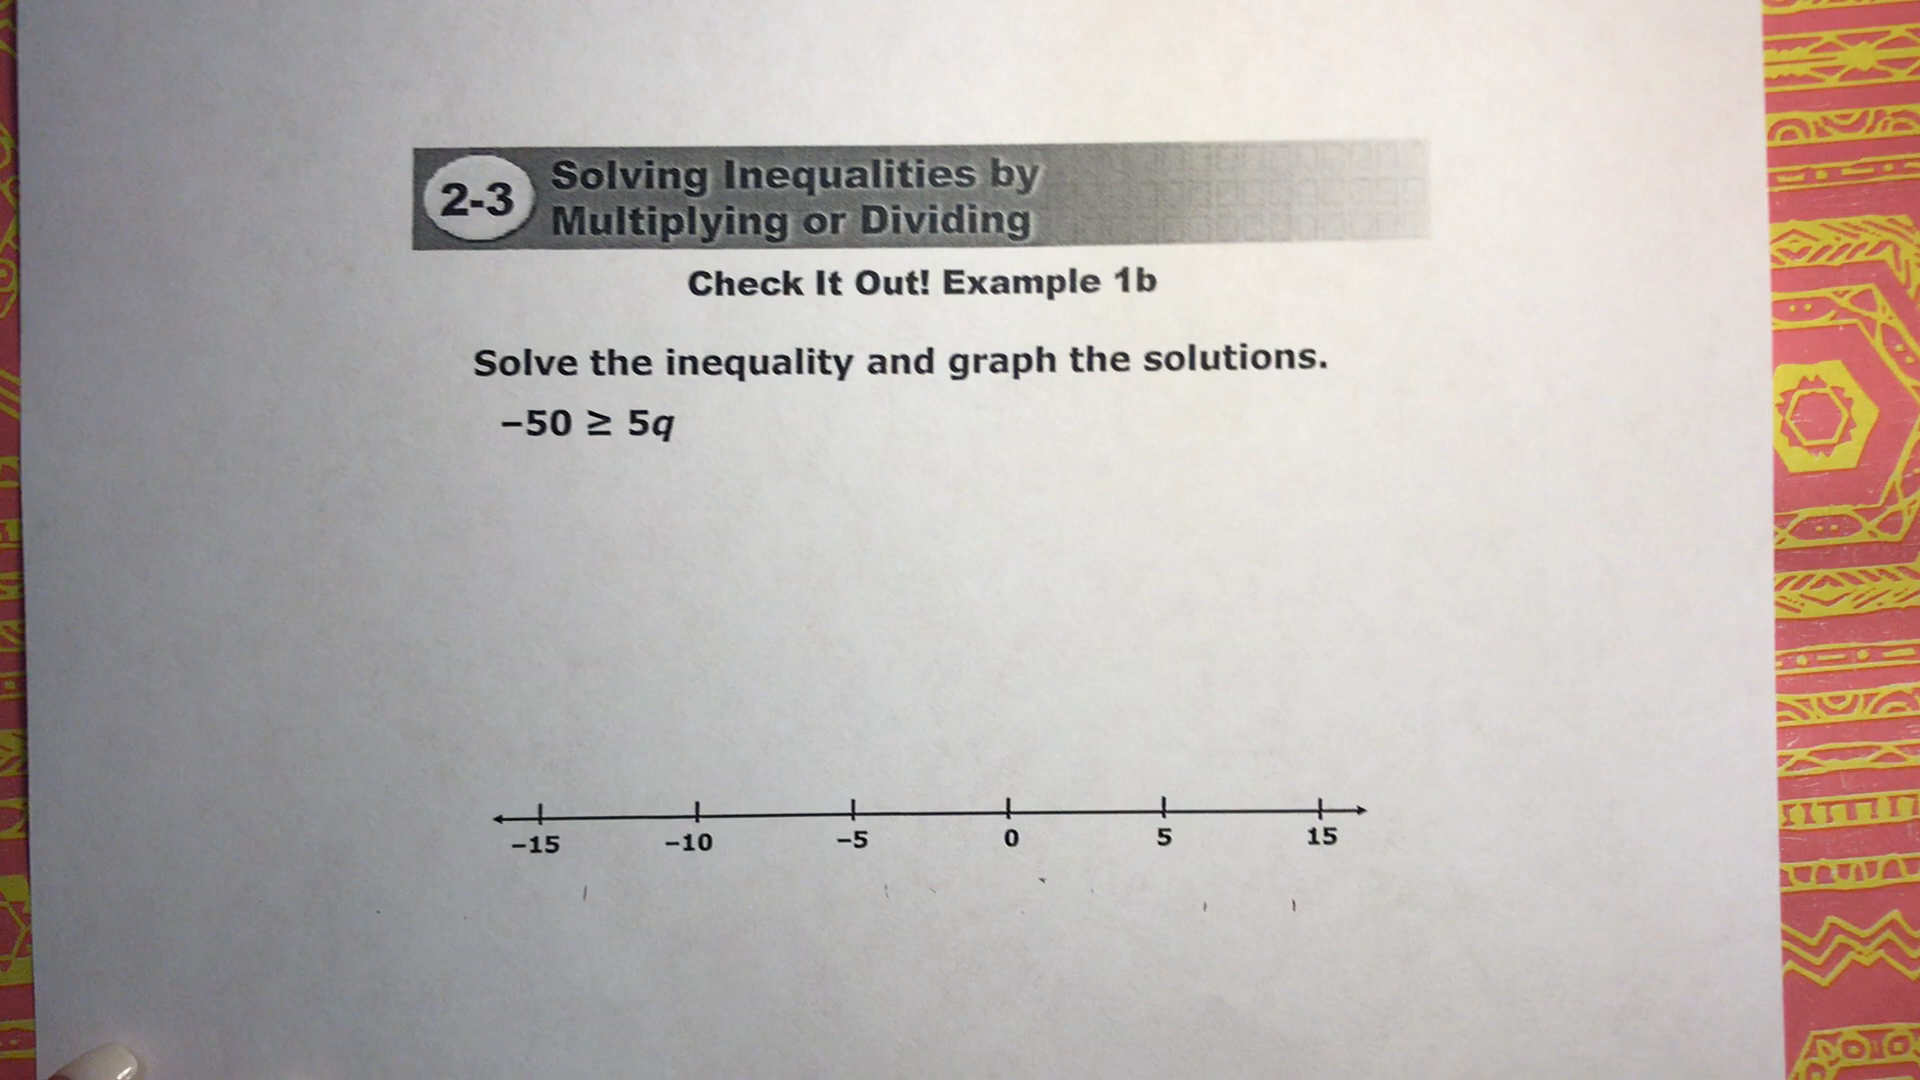 2-3
Solving Inequalities by
Multiplying or Dividing
Check It Out! Example 1b
Solve the inequality and graph the solutions.
−50 ≥ 5q
−15 −10 −5 0 5 15